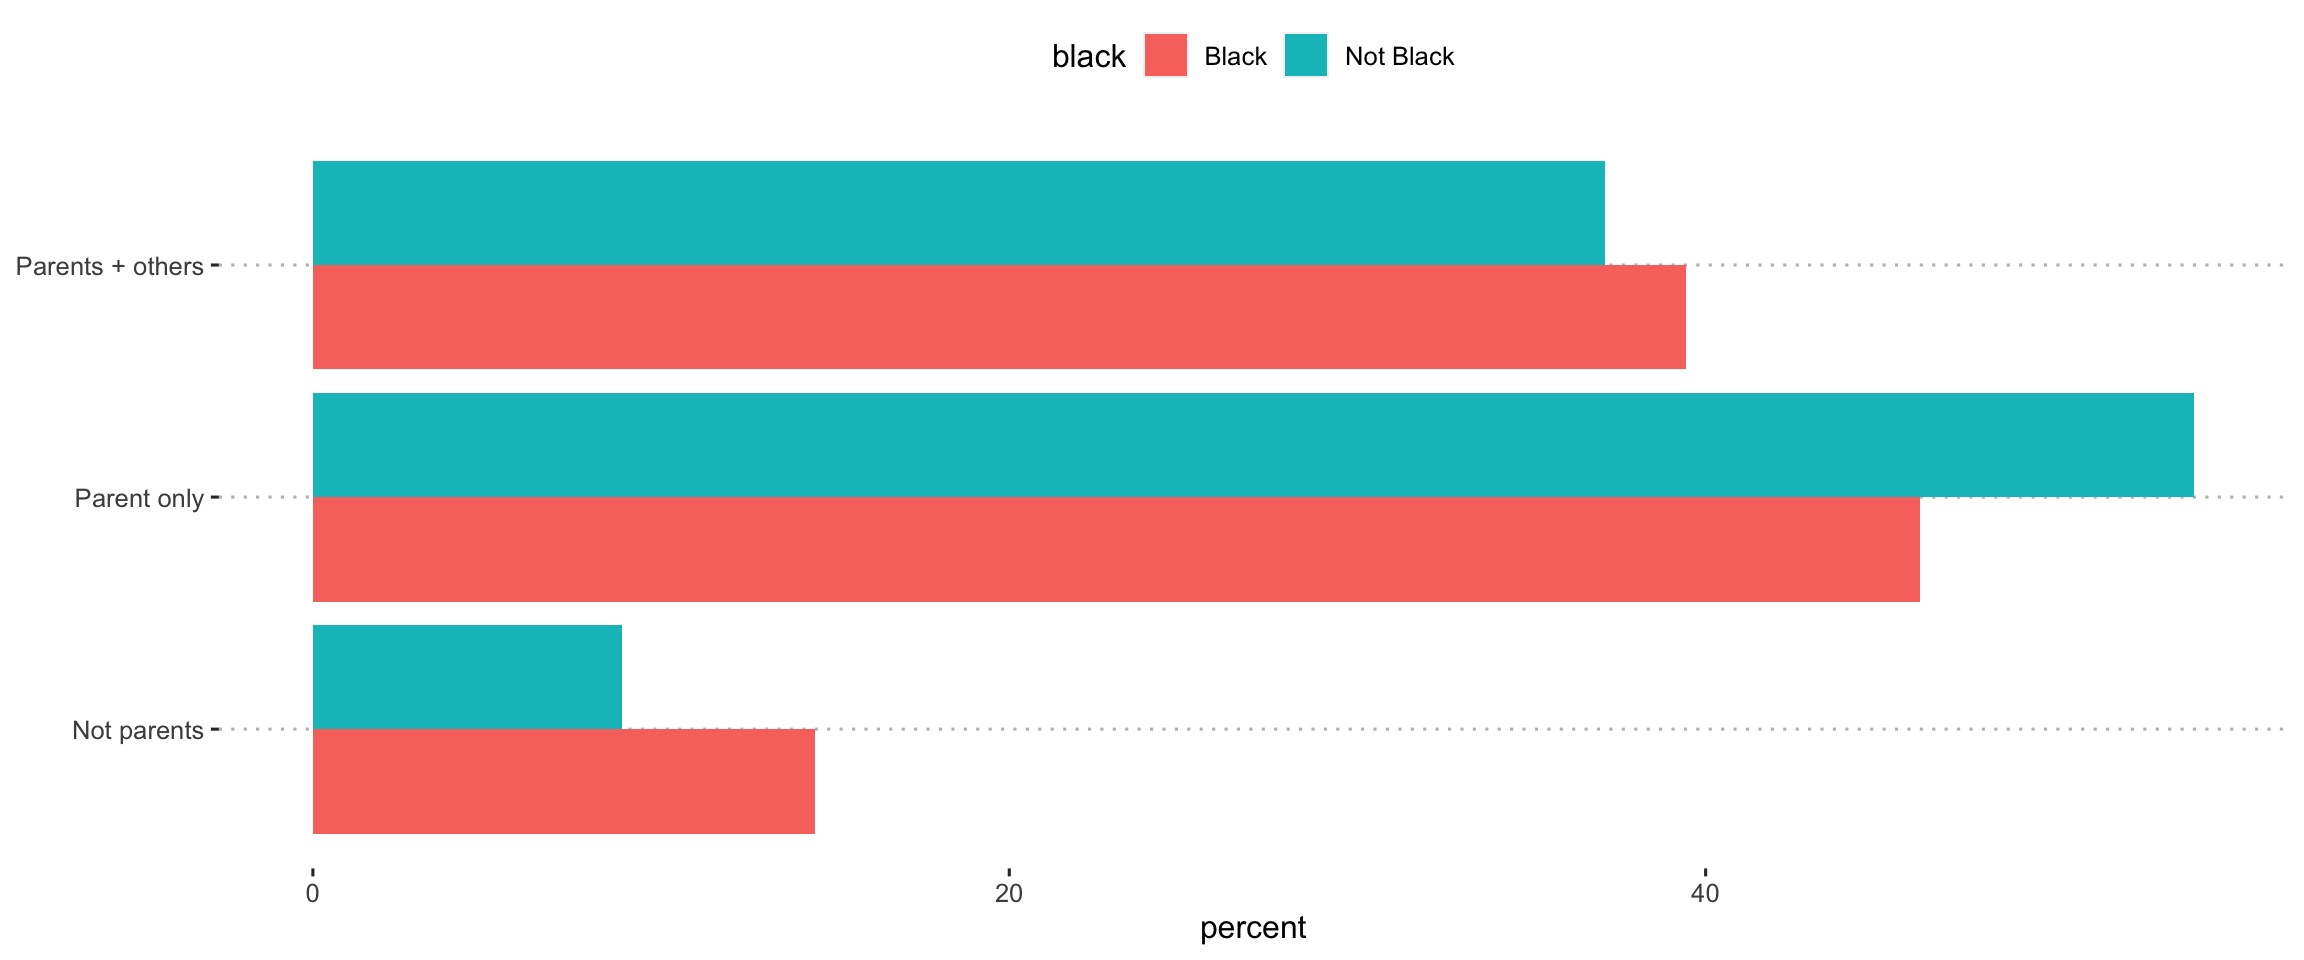 black Black Not Black
Parents + others
Parent only
Not parents
0 20 40
percent